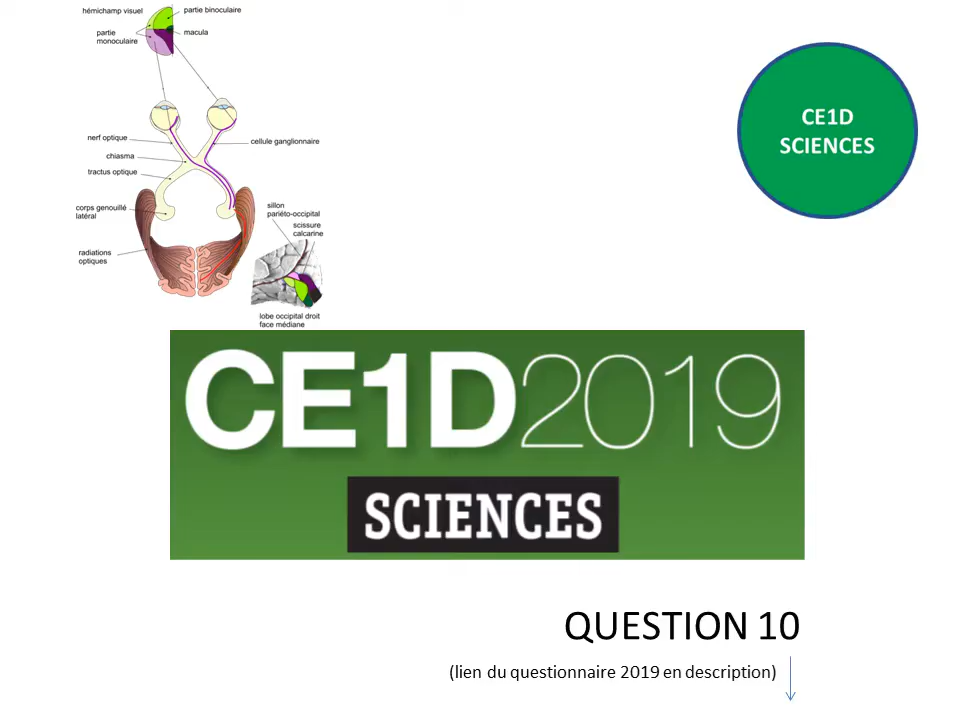 hémichamp visuel
partie binoculaire
partie
monoculaire
macula
nerf optique
cellule ganglionnaire
chiasma
tractus optique
corps genouillé
latéral
sillon
pariéto-occipital
scissure
calcarine
radiations
optiques
lobe occipital droit
face médiane
CE1D
SCIENCES
CE1D2019
SCIENCES
QUESTION 10
(lien du questionnaire 2019 en description)